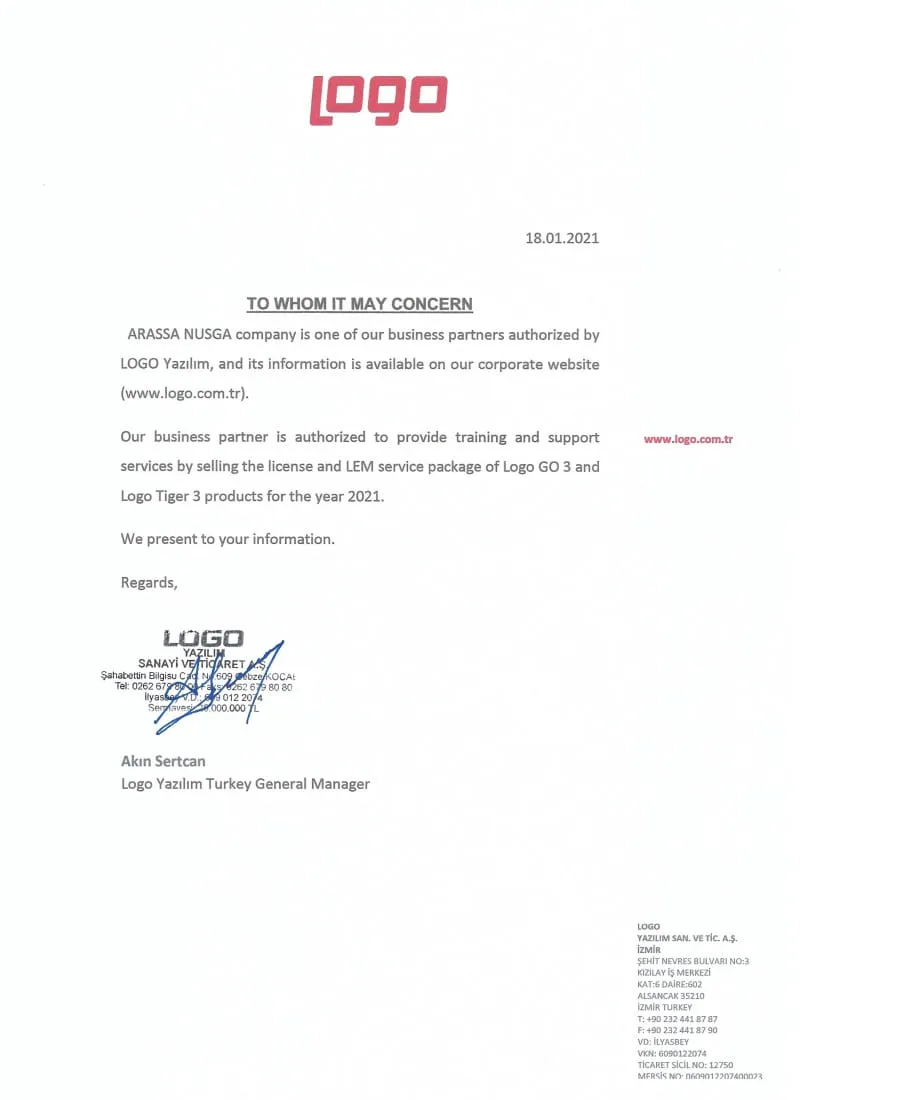 LOGO
18.01.2021
TO WHOM IT MAY CONCERN
ARASSA NUSGA company is one of our business partners authorized by
LOGO Yazılım, and its information is available on our corporate website
(www.logo.com.tr).
Our business partner is authorized to provide training and support
services by selling the license and LEM service package of Logo GO 3 and
Logo Tiger 3 products for the year 2021.
www.logo.com.tr
We present to your information.
Regards,
LOGO
YAZILIM
SANAYİ VE TİCARET A.Ş.
Şahabettin Bilgisu Cad. No 609 Gebze/KOCAE
Tel: 0262 679 80 Faks: 0262 679 80 80
İlyasbey V.D.: 609 012 2074
000.000 TL
Akın Sertcan
Logo Yazılım Turkey General Manager
LOGO
YAZILIM SAN. VE TİC. A.Ş.
İZMİR
ŞEHİT NEVRES BULVARI NO:3
KIZILAY İŞ MERKEZİ
KAT:6 DAİRE:602
ALSANCAK 35210
İZMİR TURKEY
T: +90 232 441 87 87
F: +90 232 441 87 90
VD: İLYASBEY
VKN: 6090122074
TİCARET SİCİL NO: 12750
MERSİS NO: 0609012207400023